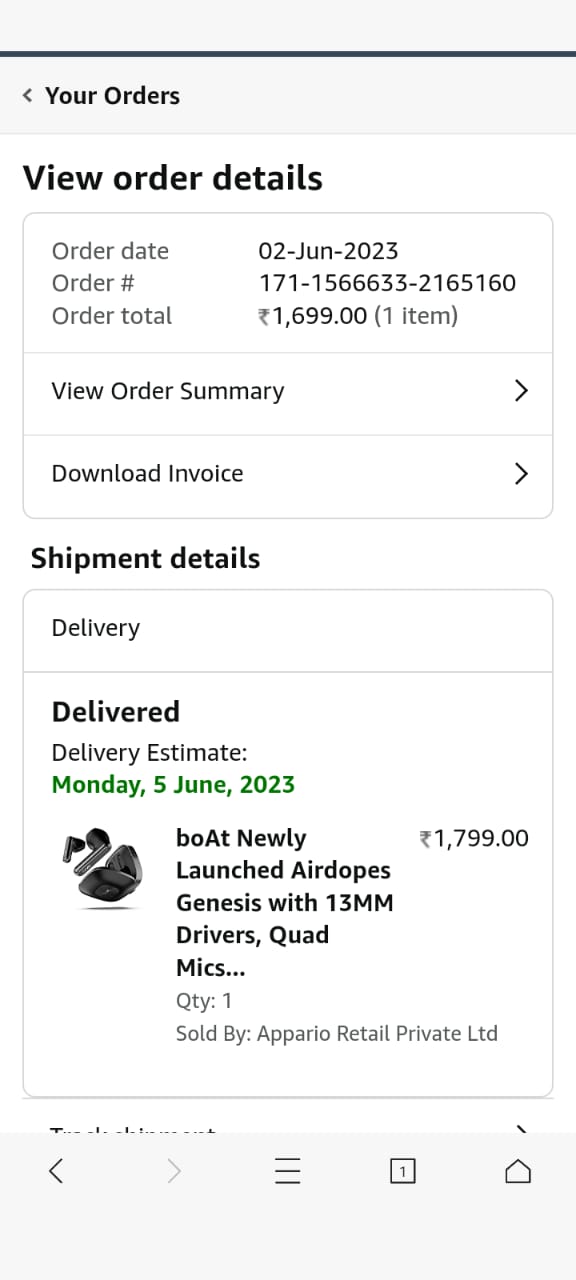 Your Orders
View order details
Order date 02-Jun-2023
Order # 171-1566633-2165160
Order total ₹1,699.00 (1 item)
View Order Summary
Download Invoice
Shipment details
Delivery
Delivered
Delivery Estimate:
Monday, 5 June, 2023
boAt Newly ₹1,799.00
Launched Airdopes
Genesis with 13MM
Drivers, Quad
Mics...
Qty: 1
Sold By: Appario Retail Private Ltd
Track shipment
1